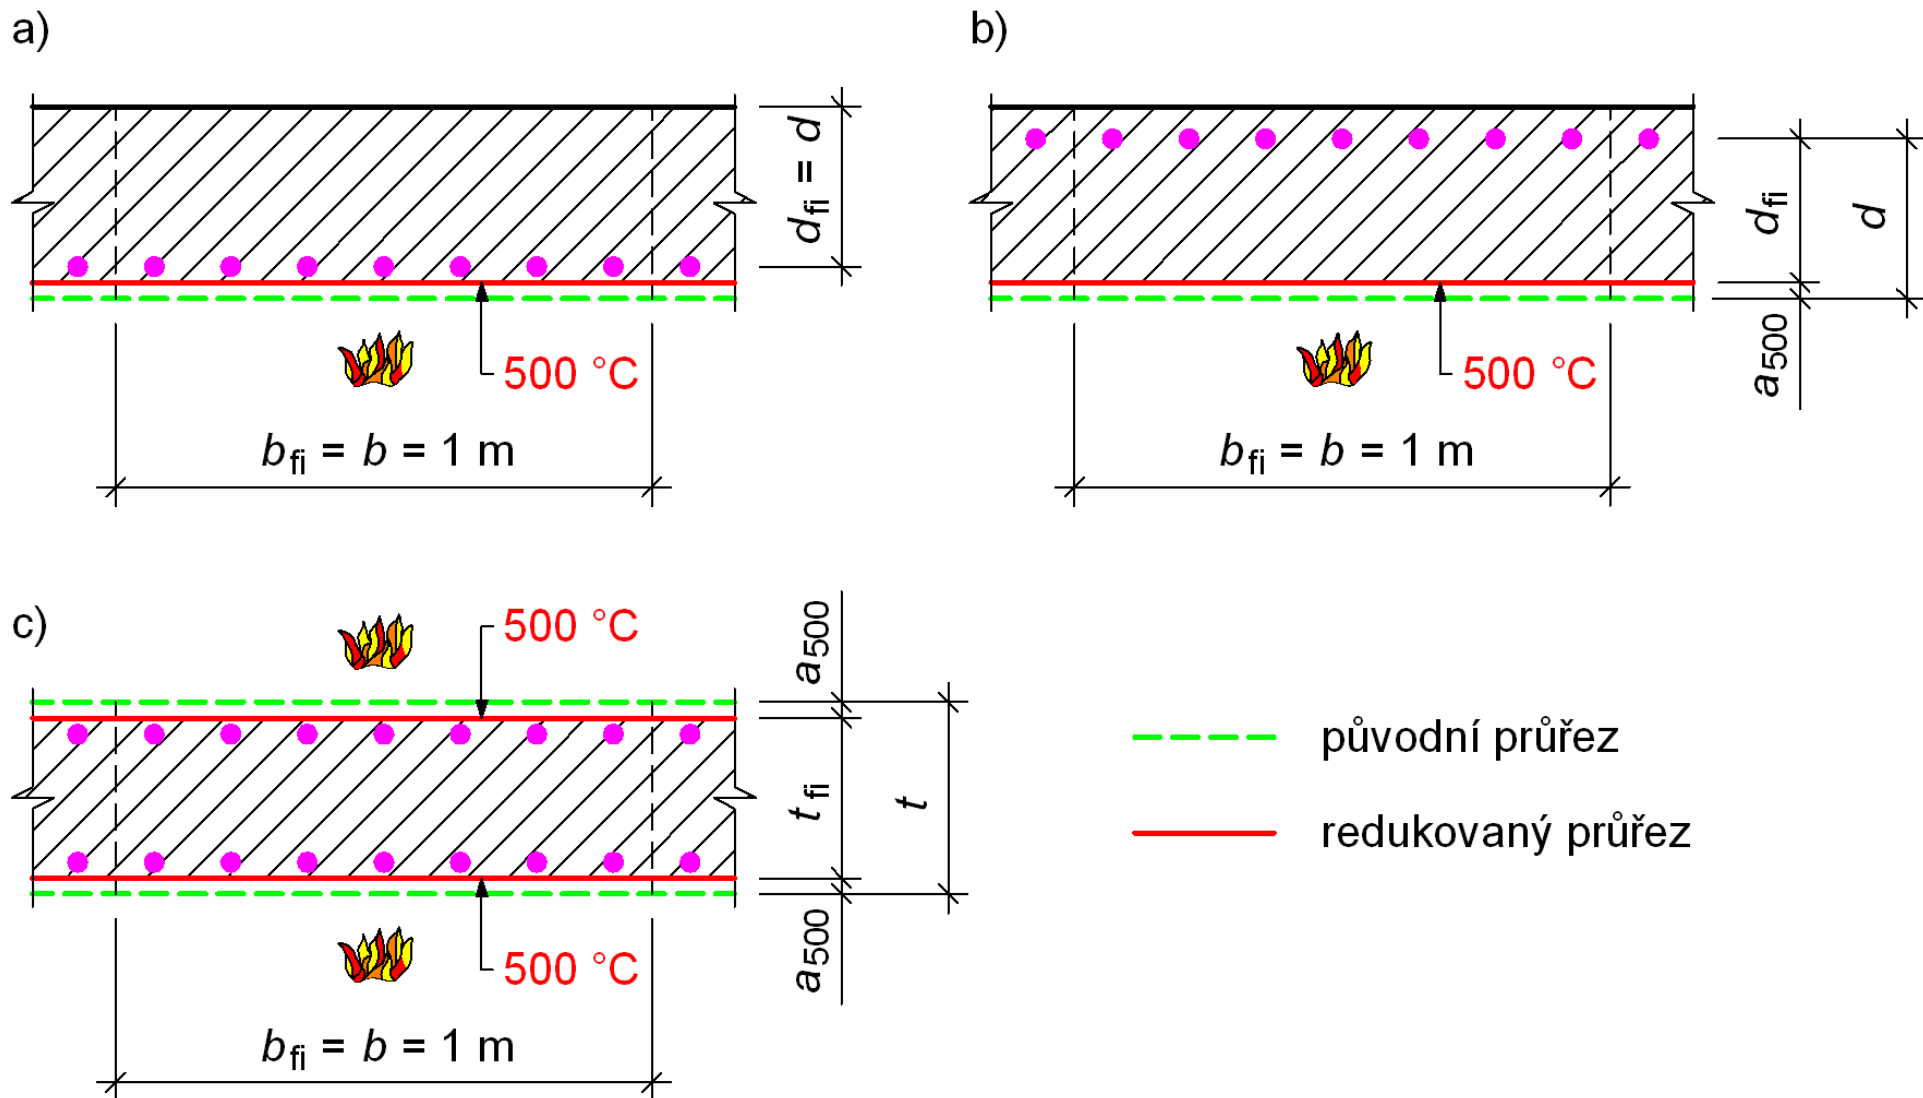 a)
d_fi = d
500 °C
b_fi = b = 1 m
b)
d_fi
d
a_500
500 °C
b_fi = b = 1 m
c)
500 °C
a_500
t_fi
t
a_500
500 °C
b_fi = b = 1 m
původní průřez
redukovaný průřez